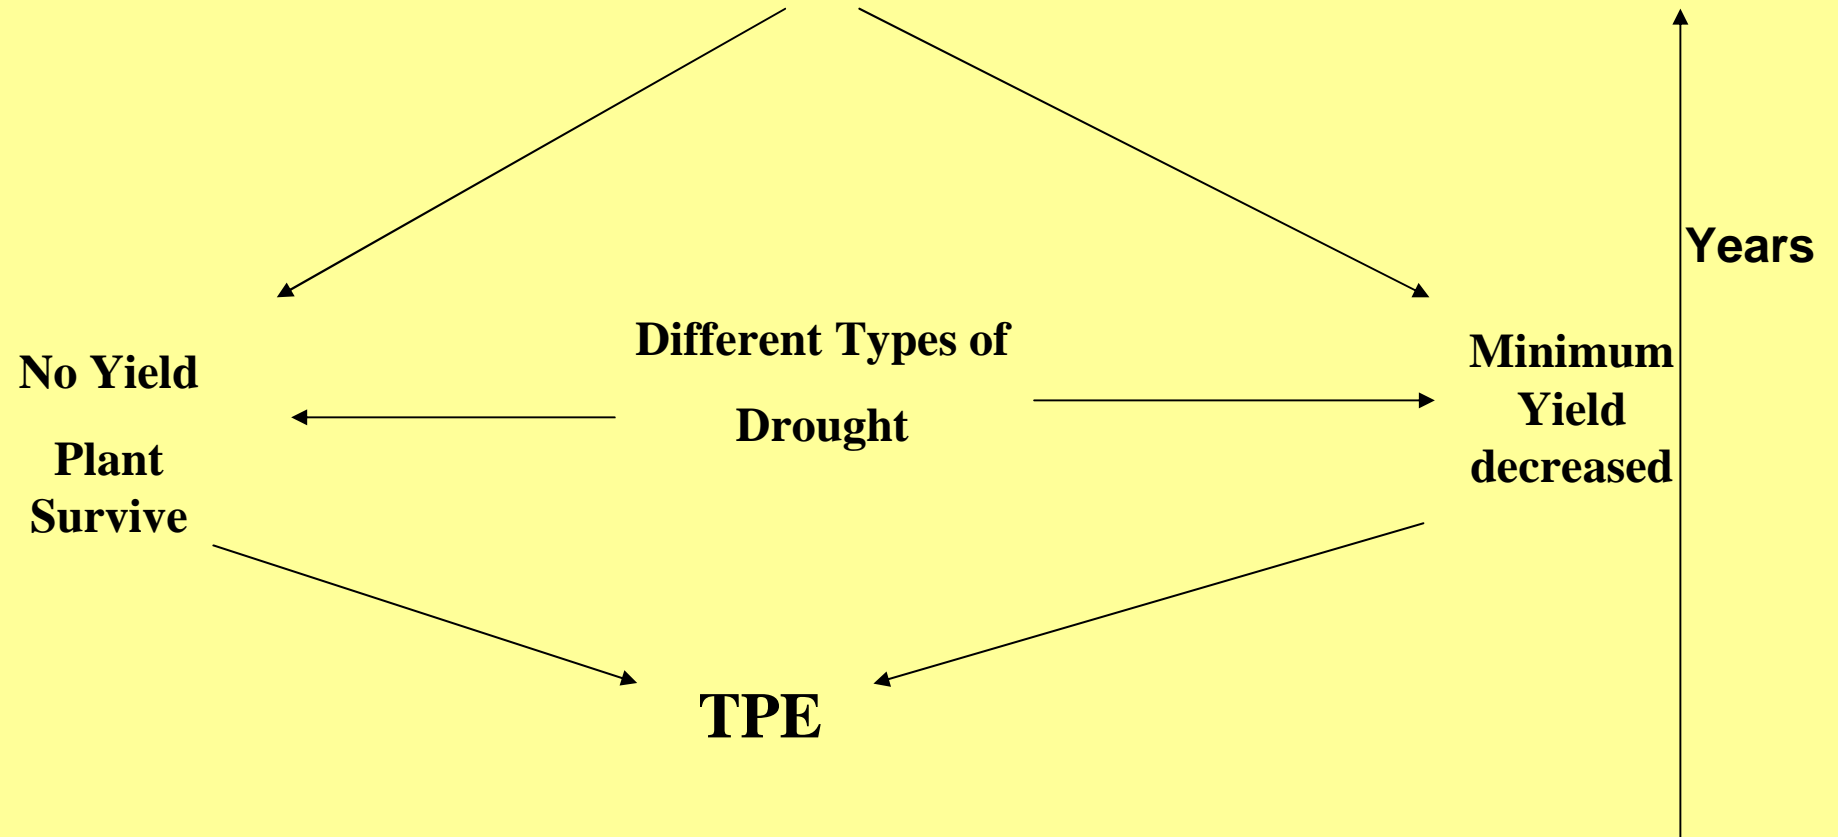 Years
Different Types of
Drought
No Yield
Plant
Survive
Minimum
Yield
decreased
TPE